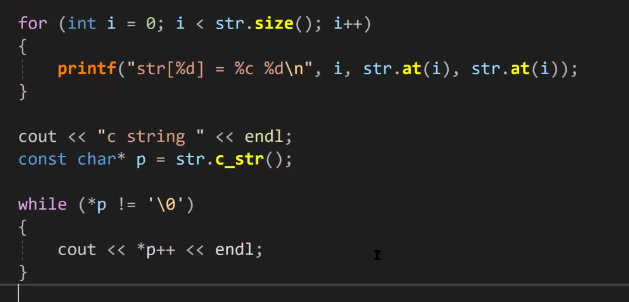 for (int i = 0; i < str.size(); i++)
{
    printf("str[%d] = %c %d\n", i, str.at(i), str.at(i));
}
cout << "c string " << endl;
const char* p = str.c_str();
while (*p != '\0')
{
    cout << *p++ << endl;
}